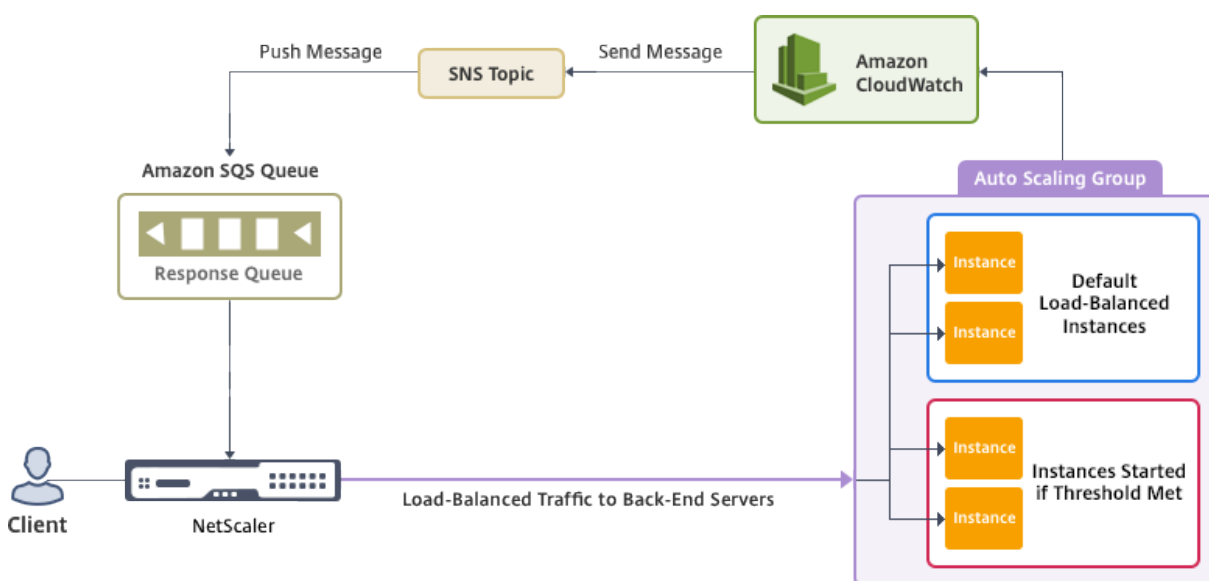 Push Message
SNS Topic
Send Message
Amazon
CloudWatch
Amazon SQS Queue
Response Queue
Auto Scaling Group
Instance
Instance
Default
Load-Balanced
Instances
Instance
Instance
Instances Started
if Threshold Met
Client
NetScaler
Load-Balanced Traffic to Back-End Servers